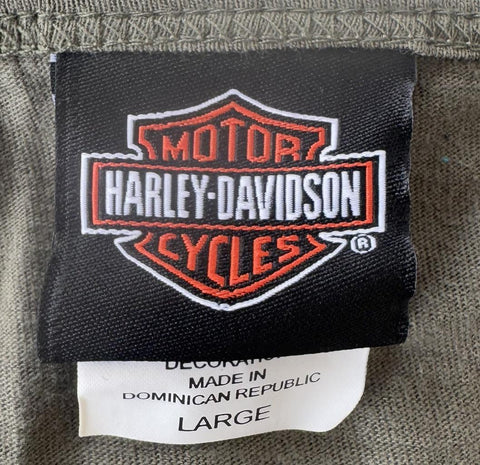 MOTOR
HARLEY-DAVIDSON
CYCLES
®
MADE IN
DOMINICAN REPUBLIC
LARGE